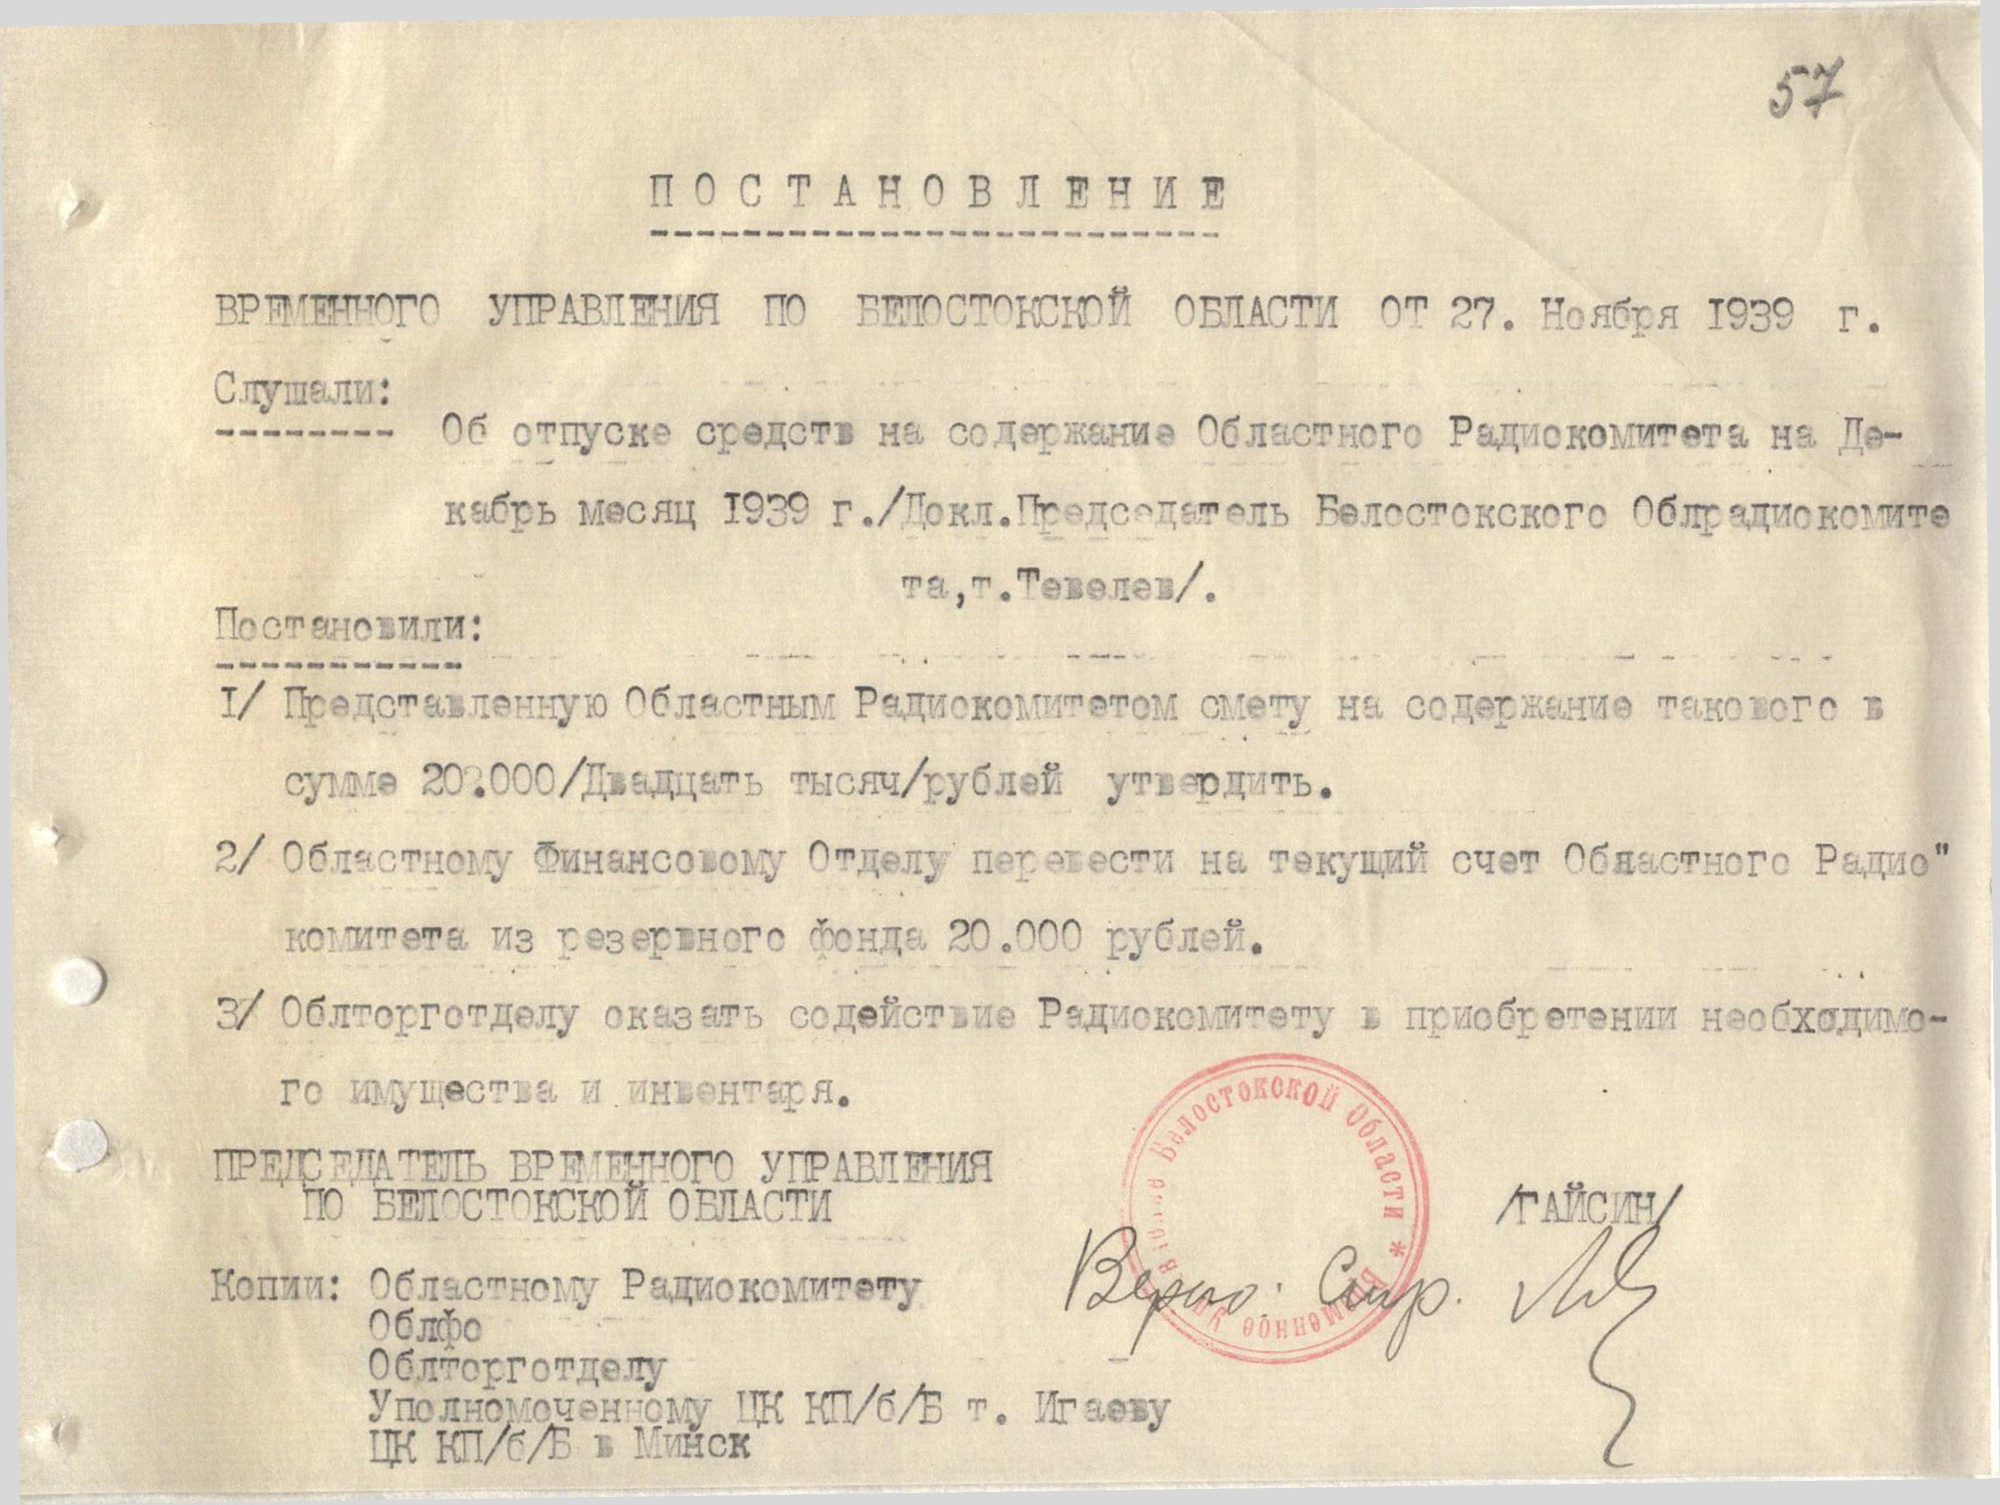 57
ПОСТАНОВЛЕНИЕ
ВРЕМЕННОГО УПРАВЛЕНИЯ ПО БЕЛОСТОКСКОЙ ОБЛАСТИ ОТ 27. Ноября 1939 г.
Слушали:
Об отпуске средств на содержание Областного Радиокомитета на Де-
кабрь месяц 1939 г./Докл.Председатель Белостокского Облрадиокомите
та,т.Тевелев/.
Постановили:
1/ Представленную Областным Радиокомитетом смету на содержание такового в
сумме 20.000/Двадцать тысяч/рублей утвердить.
2/ Областному Финансовому Отделу перевести на текущий счет Областного Радио"
комитета из резервного фонда 20.000 рублей.
3/ Облторготделу оказать содействие Радиокомитету в приобретении необходимо-
го имущества и инвентаря.
ПРЕДСЕДАТЕЛЬ ВРЕМЕННОГО УПРАВЛЕНИЯ
ПО БЕЛОСТОКСКОЙ ОБЛАСТИ
/ГАЙСИН/
Временное Управление Белостокской Области *
Верно:
Копии: Областному Радиокомитету
Облфо
Облторготделу
Уполномоченному ЦК КП/б/Б т. Игаеву
ЦК КП/б/Б в Минск